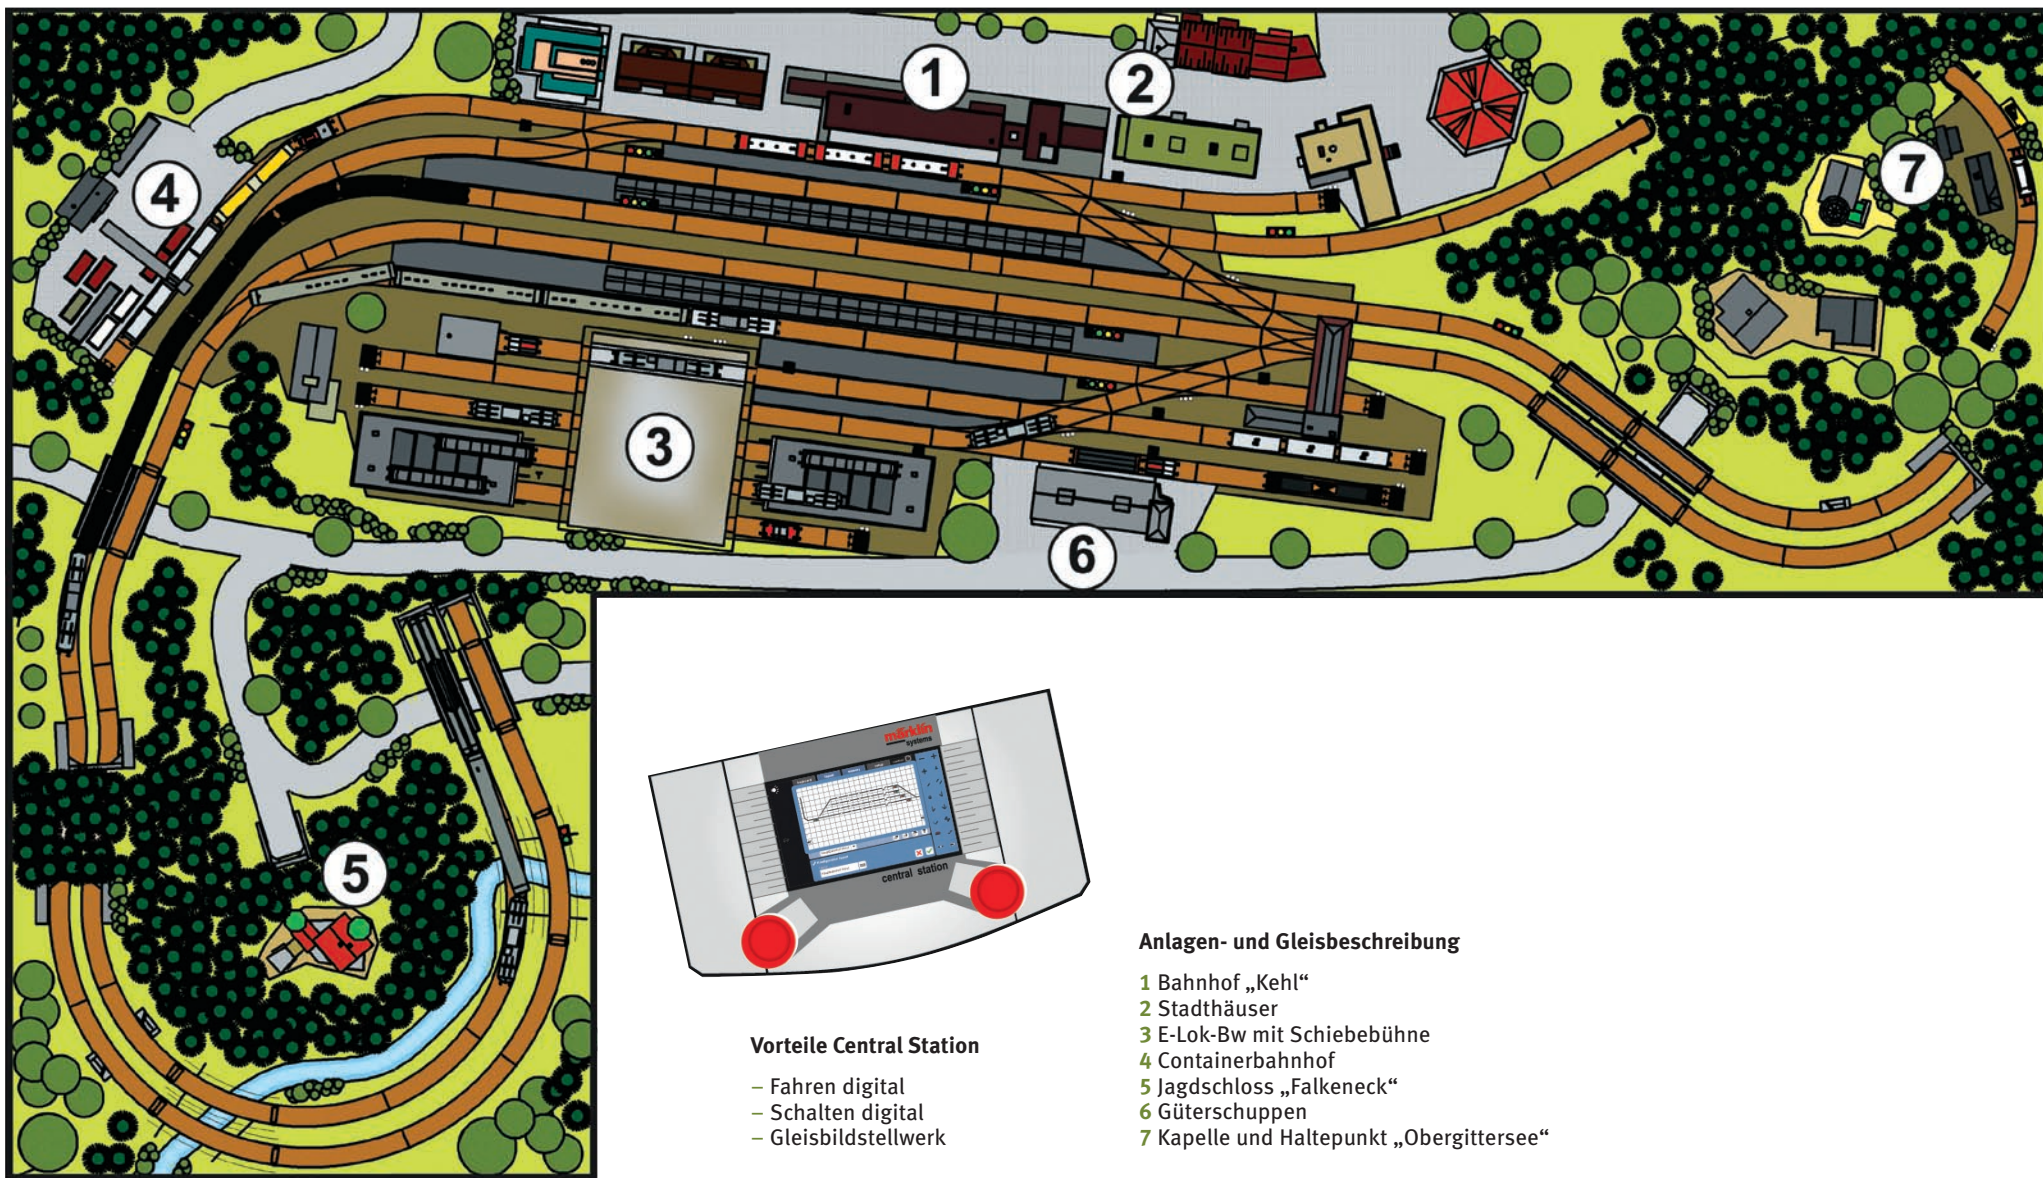 1
2
3
4
5
6
7
märklin
systems
central station
Vorteile Central Station
– Fahren digital
– Schalten digital
– Gleisbildstellwerk
Anlagen- und Gleisbeschreibung
1 Bahnhof „Kehl“
2 Stadthäuser
3 E-Lok-Bw mit Schiebebühne
4 Containerbahnhof
5 Jagdschloss „Falkeneck“
6 Güterschuppen
7 Kapelle und Haltepunkt „Obergittersee“